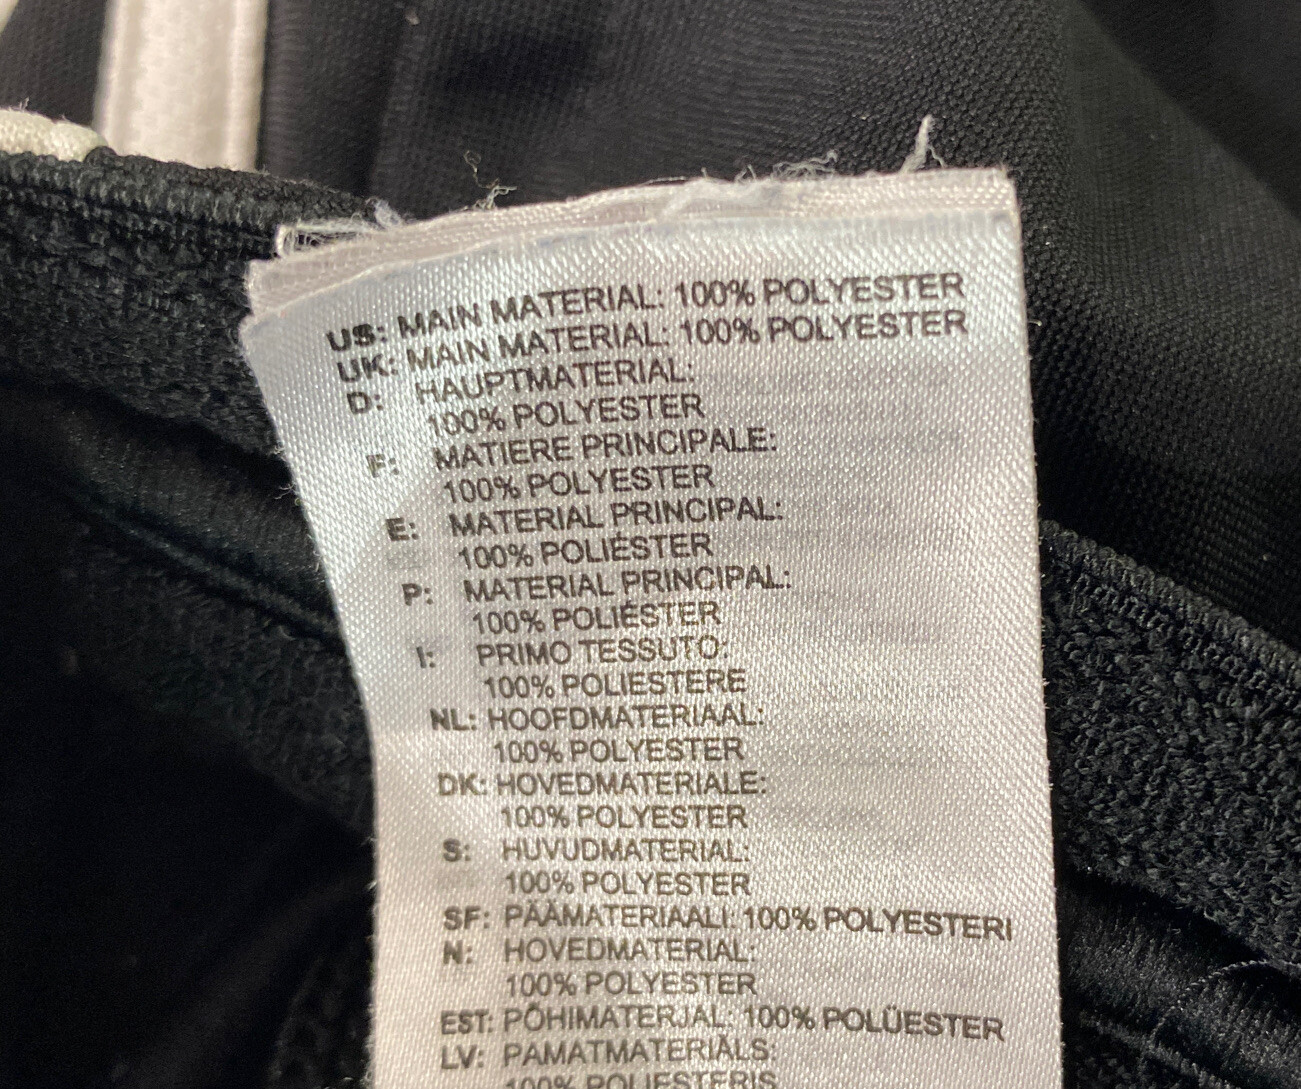 US: MAIN MATERIAL: 100% POLYESTER
UK: MAIN MATERIAL: 100% POLYESTER
D: HAUPTMATERIAL:
100% POLYESTER
F: MATIERE PRINCIPALE:
100% POLYESTER
E: MATERIAL PRINCIPAL:
100% POLIÉSTER
P: MATERIAL PRINCIPAL:
100% POLIÉSTER
I: PRIMO TESSUTO:
100% POLIESTERE
NL: HOOFDMATERIAAL:
100% POLYESTER
DK: HOVEDMATERIALE:
100% POLYESTER
S: HUVUDMATERIAL:
100% POLYESTER
SF: PÄÄMATERIAALI: 100% POLYESTERI
N: HOVEDMATERIAL:
100% POLYESTER
EST: PÕHIMATERJAL: 100% POLÜESTER
LV: PAMATMATERIĀLS:
100% POLIESTERIS